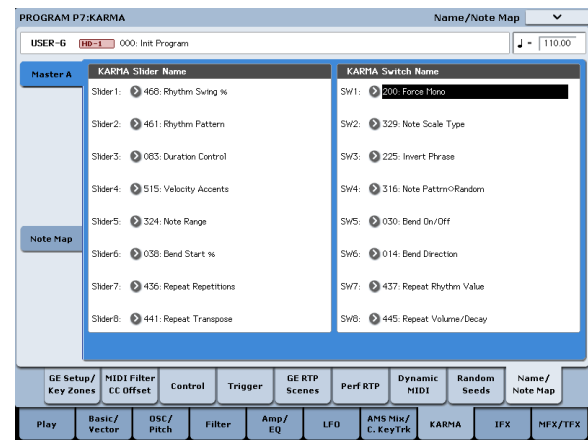 PROGRAM P7:KARMA
Name/Note Map
USER-G HD-1 000: Init Program
♩ = 110.00
Master A
Note Map
KARMA Slider Name
Slider1: 468: Rhythm Swing %
Slider2: 461: Rhythm Pattern
Slider3: 083: Duration Control
Slider4: 515: Velocity Accents
Slider5: 324: Note Range
Slider6: 038: Bend Start %
Slider7: 436: Repeat Repetitions
Slider8: 441: Repeat Transpose
KARMA Switch Name
SW1: 200: Force Mono
SW2: 329: Note Scale Type
SW3: 225: Invert Phrase
SW4: 316: Note Pattrn◇Random
SW5: 030: Bend On/Off
SW6: 014: Bend Direction
SW7: 437: Repeat Rhythm Value
SW8: 445: Repeat Volume/Decay
GE Setup/ Key Zones
MIDI Filter CC Offset
Control
Trigger
GE RTP Scenes
Perf RTP
Dynamic MIDI
Random Seeds
Name/ Note Map
Play
Basic/ Vector
OSC/ Pitch
Filter
Amp/ EQ
LFO
AMS Mix/ C. KeyTrk
KARMA
IFX
MFX/TFX